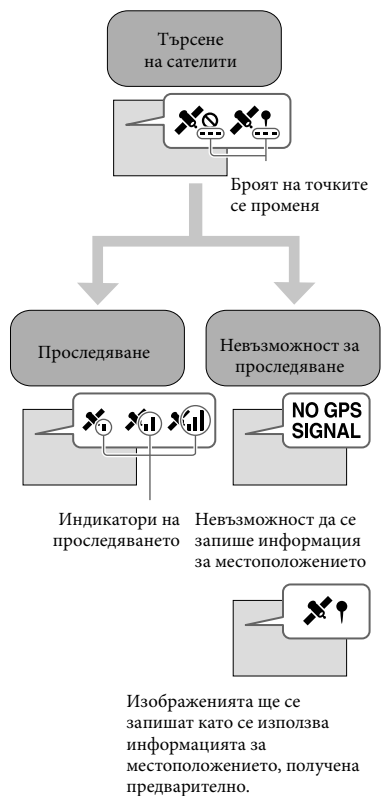 Търсене
на сателити
Броят на точките
се променя
Проследяване
Невъзможност за
проследяване
NO GPS
SIGNAL
Индикатори на
проследяването
Невъзможност да се
запише информация
за местоположението
Изображенията ще се
запишат като се използва
информацията за
местоположението, получена
предварително.